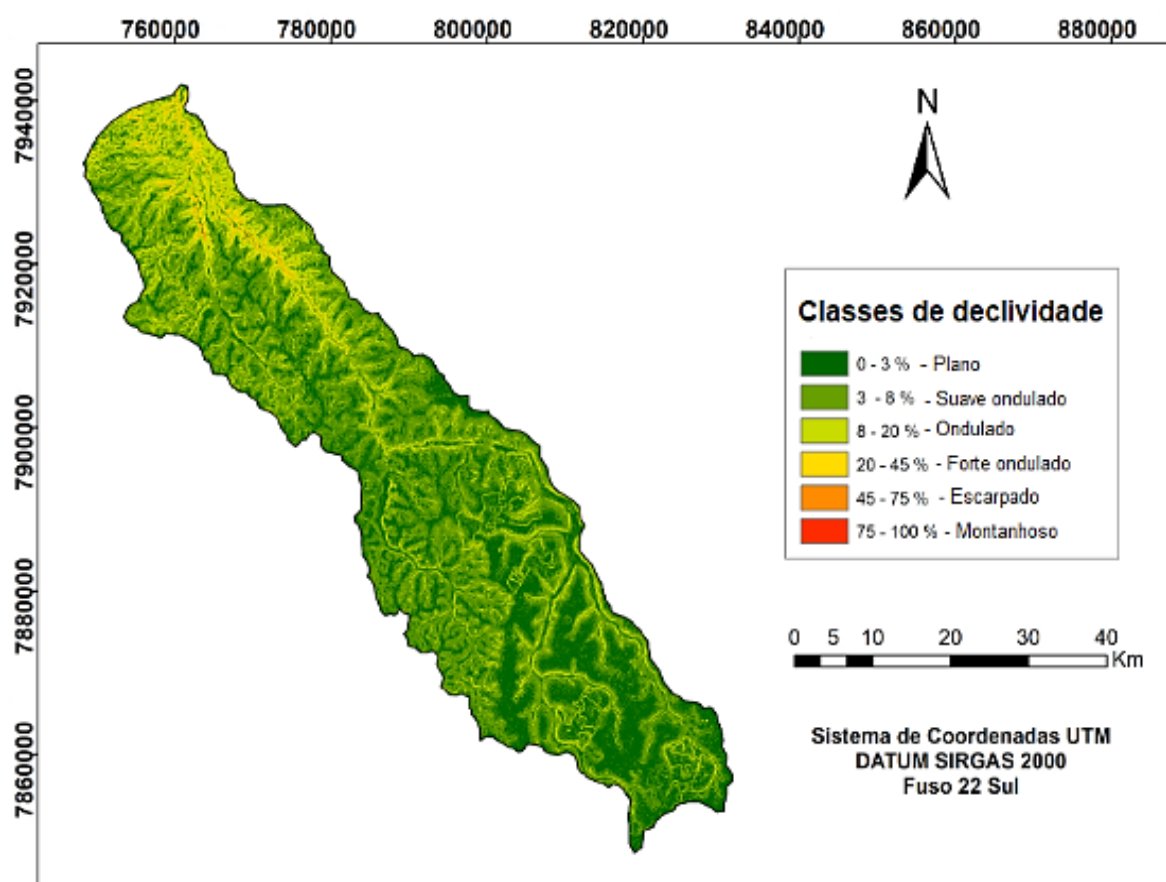 760000 780000 800000 820000 840000 860000 880000
7940000
7920000
7900000
7880000
7860000
N
Classes de declividade
0 - 3 % - Plano
3 - 8 % - Suave ondulado
8 - 20 % - Ondulado
20 - 45 % - Forte ondulado
45 - 75 % - Escarpado
75 - 100 % - Montanhoso
0 5 10 20 30 40
Km
Sistema de Coordenadas UTM
DATUM SIRGAS 2000
Fuso 22 Sul